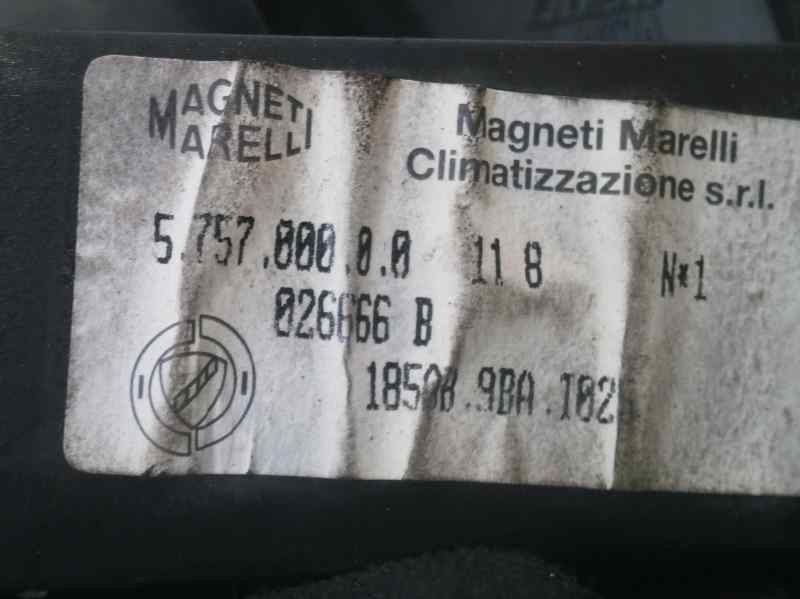 MAGNETI
MARELLI
Magneti Marelli
Climatizzazione s.r.l.
5.757.000.0.0 11 8 N*1
026666 B